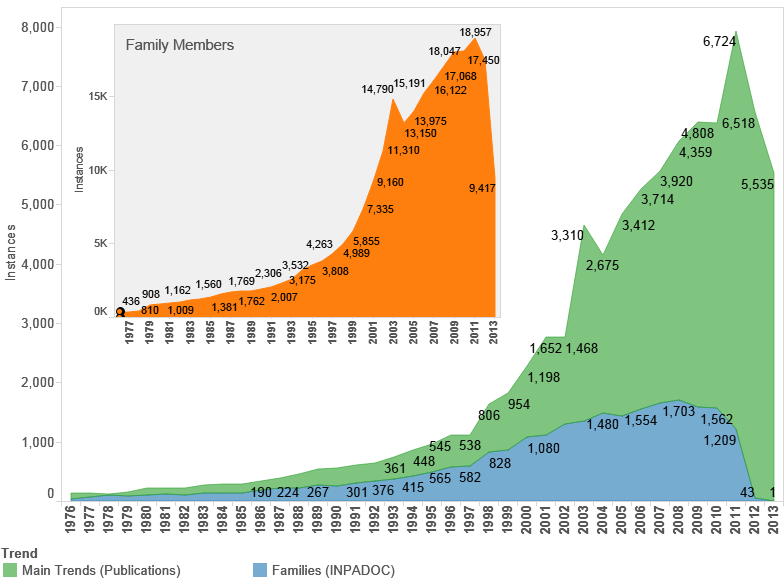 8,000
7,000
6,000
5,000
4,000
3,000
2,000
1,000
0
Instances
Family Members
15K
10K
5K
0K
Instances
436 908 1,162 1,560 1,769 2,306 3,532 4,263 14,790 15,191 18,047 18,957
810 1,009 1,381 1,762 2,007 3,175 3,808 4,989 5,855 7,335 9,160 11,310 13,150 13,975 16,122 17,068 17,450 9,417
1977 1979 1981 1983 1985 1987 1989 1991 1993 1995 1997 1999 2001 2003 2005 2007 2009 2011 2013
361 448 545 538 806 954 1,198 1,652 1,468 3,310 2,675 3,412 3,714 3,920 4,359 4,808 6,724 6,518 5,535
190 224 267 301 376 415 565 582 828 1,080 1,480 1,554 1,703 1,562 1,209 43 1
1976 1977 1978 1979 1980 1981 1982 1983 1984 1985 1986 1987 1988 1989 1990 1991 1992 1993 1994 1995 1996 1997 1998 1999 2000 2001 2002 2003 2004 2005 2006 2007 2008 2009 2010 2011 2012 2013
Trend
Main Trends (Publications) Families (INPADOC)